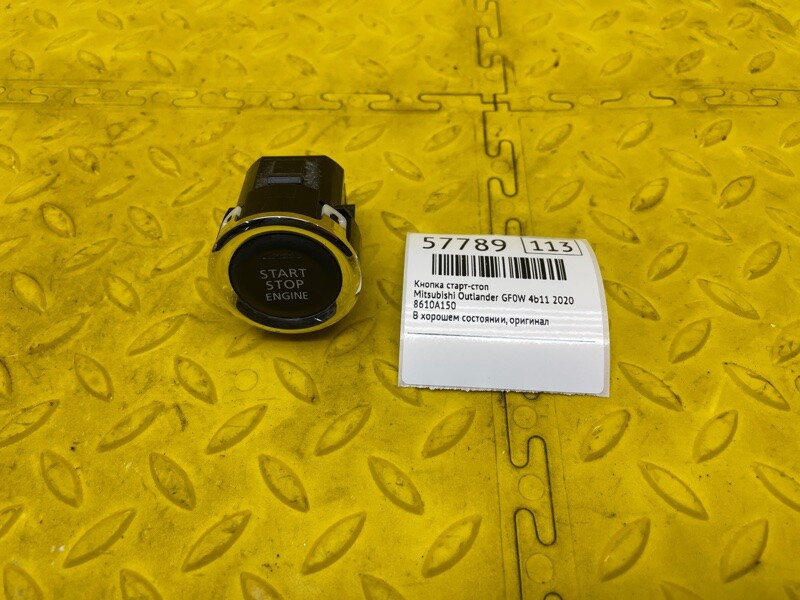 START
STOP
ENGINE
57789 113
Кнопка старт-стоп
Mitsubishi Outlander GF0W 4b11 2020
8610A150
В хорошем состоянии, оригинал